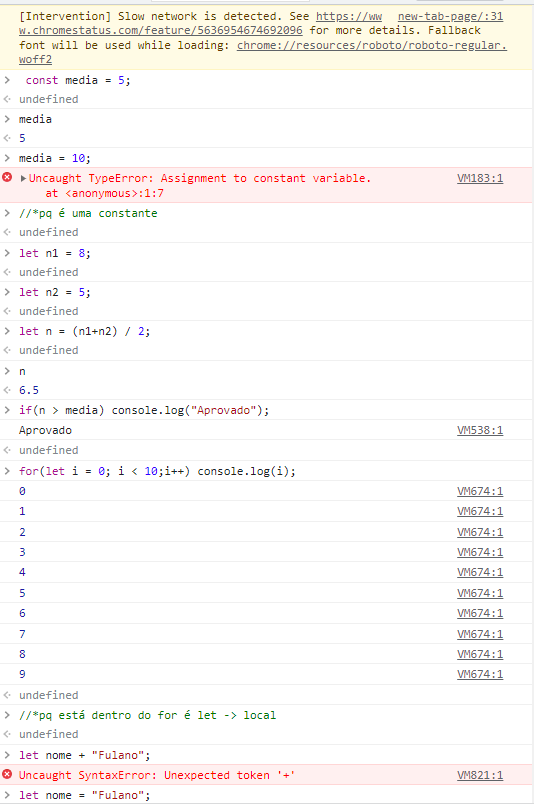 [Intervention] Slow network is detected. See https://ww new-tab-page/:31
w.chromestatus.com/feature/5636954674692096 for more details. Fallback
font will be used while loading: chrome://resources/roboto/roboto-regular.
woff2
> const media = 5;
<· undefined
> media
<· 5
> media = 10;
▶Uncaught TypeError: Assignment to constant variable. VM183:1
at <anonymous>:1:7
> //*pq é uma constante
<· undefined
> let n1 = 8;
<· undefined
> let n2 = 5;
<· undefined
> let n = (n1+n2) / 2;
<· undefined
> n
<· 6.5
> if(n > media) console.log("Aprovado");
Aprovado VM538:1
<· undefined
> for(let i = 0; i < 10;i++) console.log(i);
0 VM674:1
1 VM674:1
2 VM674:1
3 VM674:1
4 VM674:1
5 VM674:1
6 VM674:1
7 VM674:1
8 VM674:1
9 VM674:1
<· undefined
> //*pq está dentro do for é let -> local
<· undefined
> let nome + "Fulano";
Uncaught SyntaxError: Unexpected token '+' VM821:1
> let nome = "Fulano";